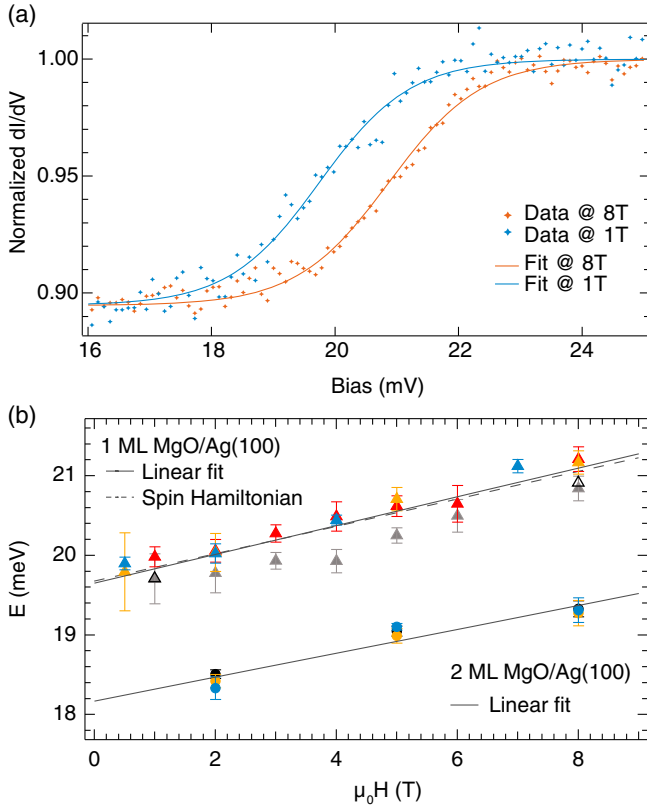 (a)
1.00
0.95
0.90
Normalized dI/dV
Data @ 8T
Data @ 1T
Fit @ 8T
Fit @ 1T
16
18
20
22
24
Bias (mV)
(b)
1 ML MgO/Ag(100)
Linear fit
Spin Hamiltonian
21
20
19
18
E (meV)
2 ML MgO/Ag(100)
Linear fit
0
2
4
6
8
μ₀H (T)